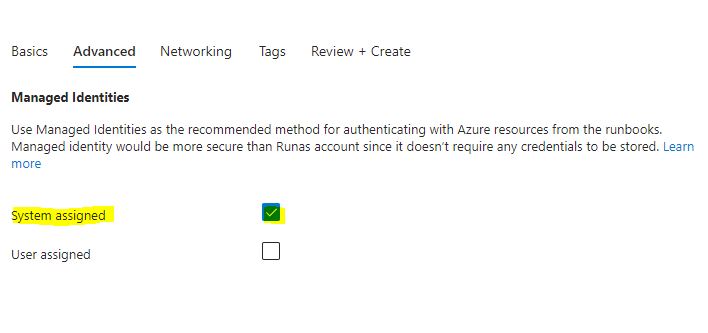 Basics Advanced Networking Tags Review + Create
Managed Identities
Use Managed Identities as the recommended method for authenticating with Azure resources from the runbooks.
Managed identity would be more secure than Runas account since it doesn't require any credentials to be stored. Learn
more
System assigned
User assigned